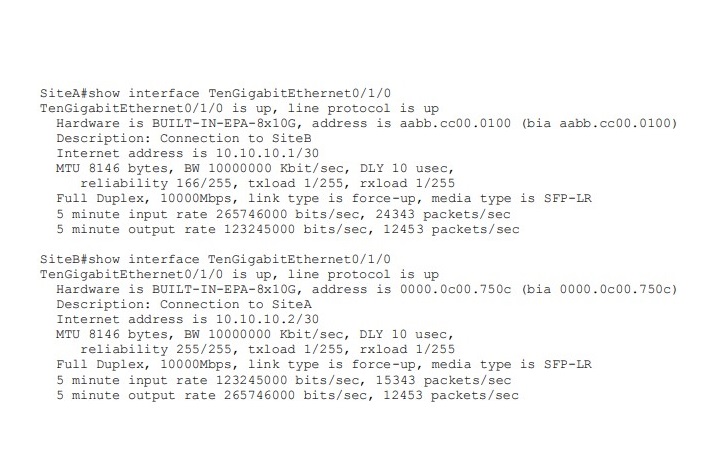 SiteA#show interface TenGigabitEthernet0/1/0
TenGigabitEthernet0/1/0 is up, line protocol is up
Hardware is BUILT-IN-EPA-8x10G, address is aabb.cc00.0100 (bia aabb.cc00.0100)
Description: Connection to SiteB
Internet address is 10.10.10.1/30
MTU 8146 bytes, BW 10000000 Kbit/sec, DLY 10 usec,
reliability 166/255, txload 1/255, rxload 1/255
Full Duplex, 10000Mbps, link type is force-up, media type is SFP-LR
5 minute input rate 265746000 bits/sec, 24343 packets/sec
5 minute output rate 123245000 bits/sec, 12453 packets/sec
SiteB#show interface TenGigabitEthernet0/1/0
TenGigabitEthernet0/1/0 is up, line protocol is up
Hardware is BUILT-IN-EPA-8x10G, address is 0000.0c00.750c (bia 0000.0c00.750c)
Description: Connection to SiteA
Internet address is 10.10.10.2/30
MTU 8146 bytes, BW 10000000 Kbit/sec, DLY 10 usec,
reliability 255/255, txload 1/255, rxload 1/255
Full Duplex, 10000Mbps, link type is force-up, media type is SFP-LR
5 minute input rate 123245000 bits/sec, 15343 packets/sec
5 minute output rate 265746000 bits/sec, 12453 packets/sec